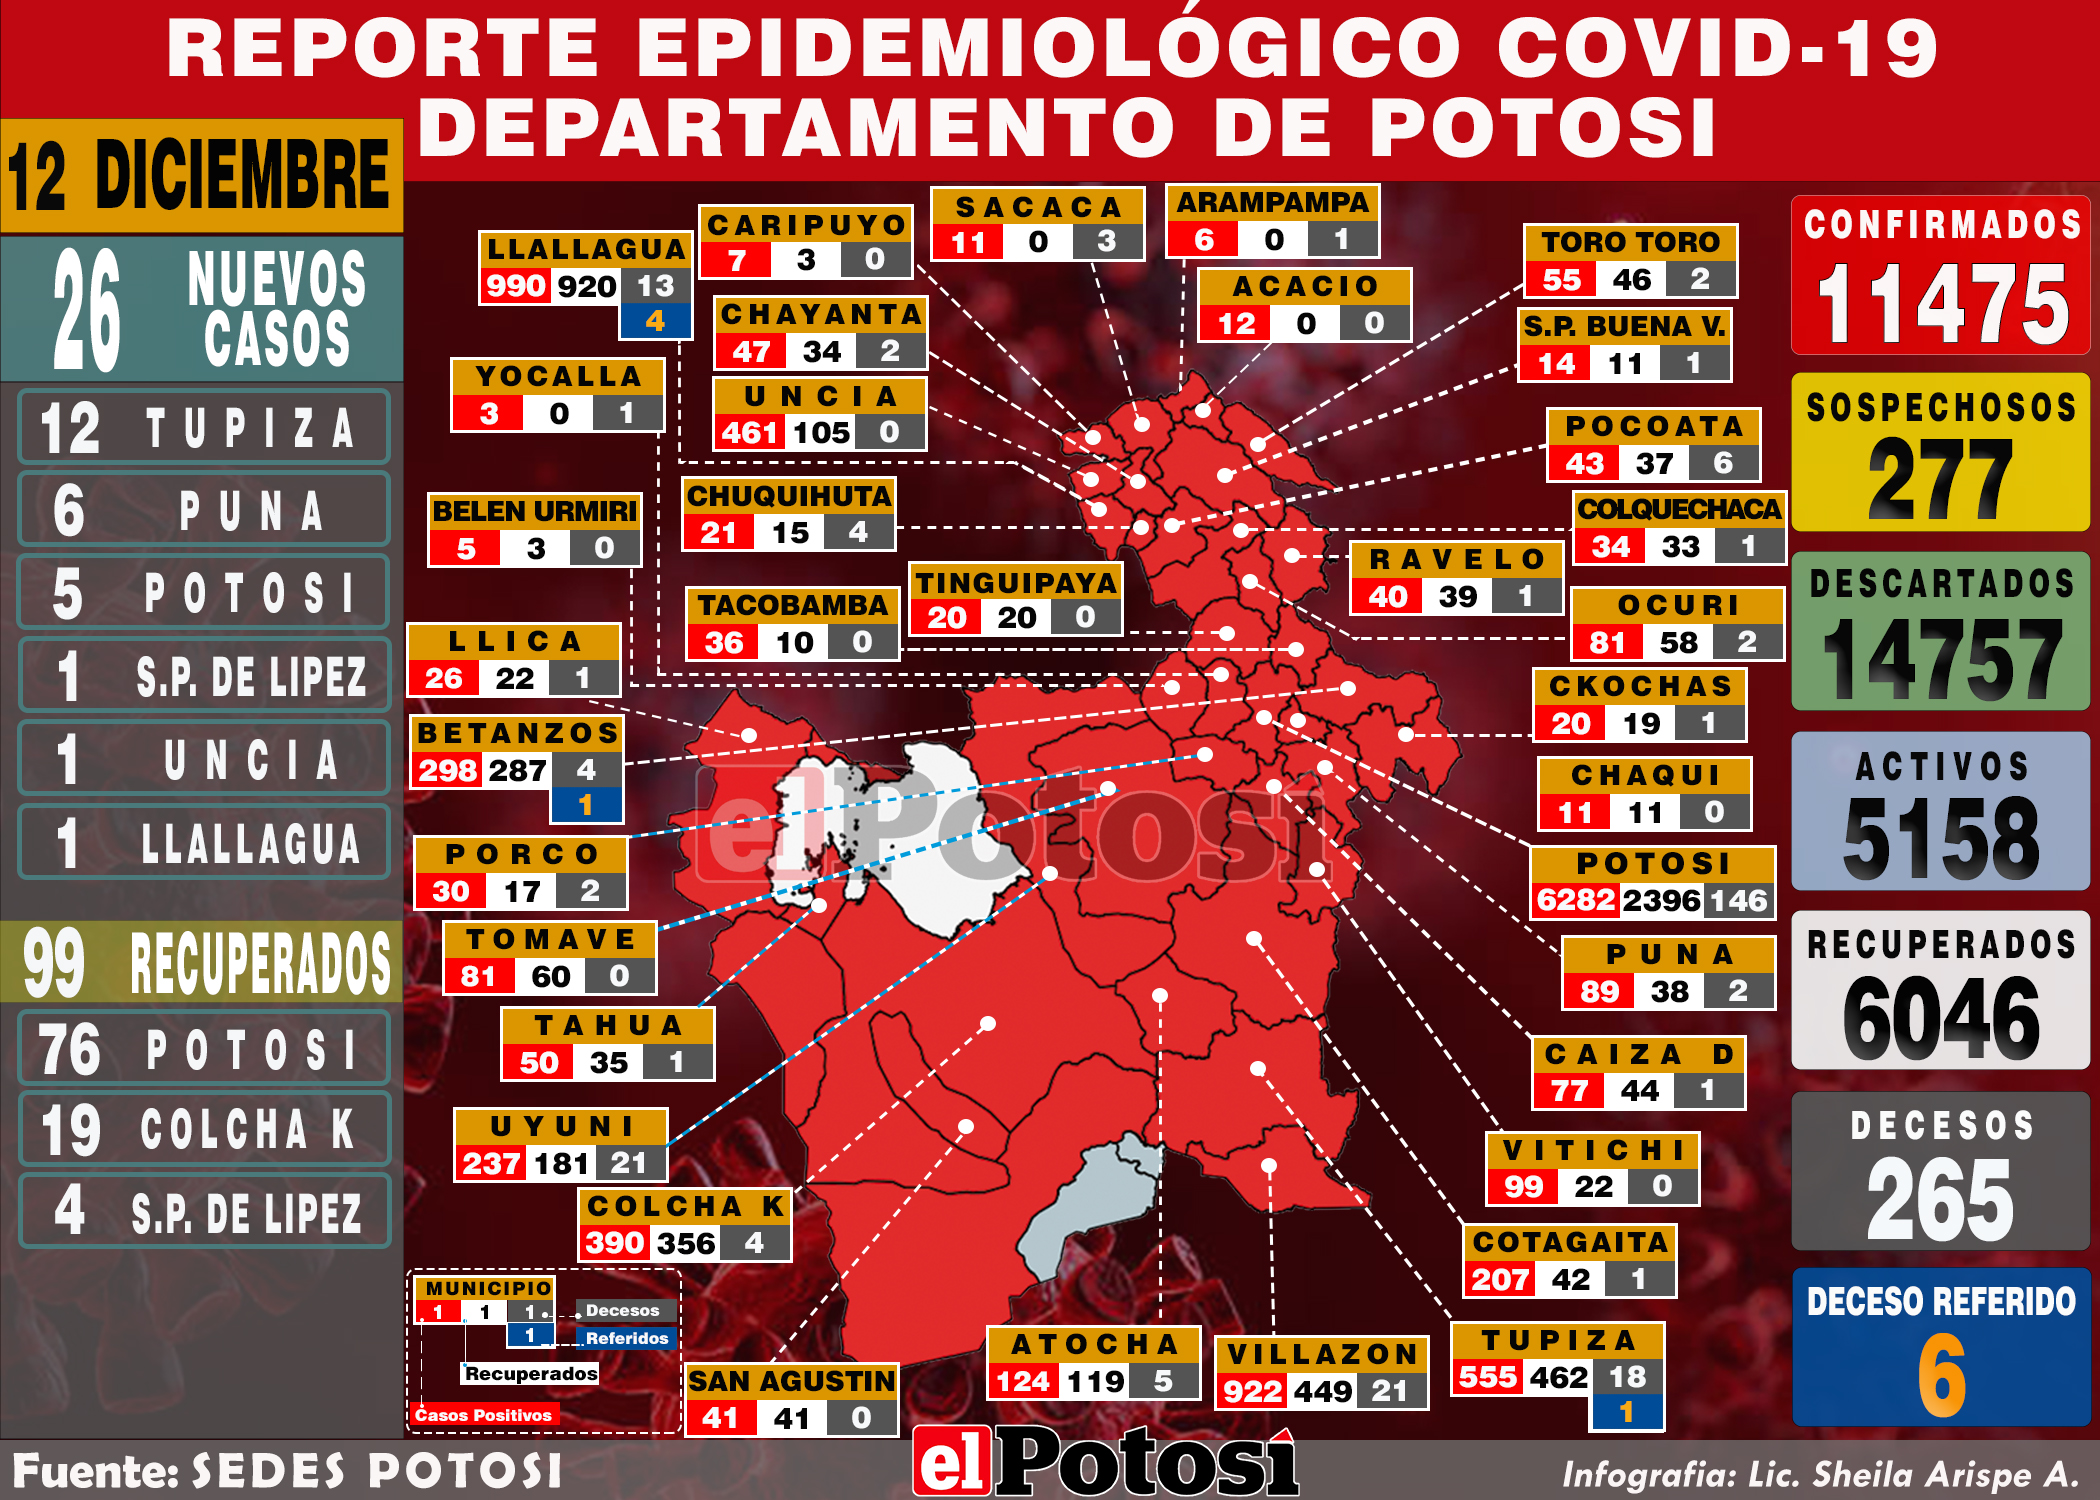 REPORTE EPIDEMIOLÓGICO COVID-19
DEPARTAMENTO DE POTOSI
12 DICIEMBRE
26 NUEVOS
CASOS
12 TUPIZA
6 PUNA
5 POTOSI
1 S.P. DE LIPEZ
1 UNCIA
1 LLALLAGUA
99 RECUPERADOS
76 POTOSI
19 COLCHA K
4 S.P. DE LIPEZ
LLALLAGUA
990 920 13
4
CARIPUYO
7 3 0
SACACA
11 0 3
ARAMPAMPA
6 0 1
ACACIO
12 0 0
TORO TORO
55 46 2
CHAYANTA
47 34 2
S.P. BUENA V.
14 11 1
YOCALLA
3 0 1
UNCIA
461 105 0
POCOATA
43 37 6
BELEN URMIRI
5 3 0
CHUQUIHUTA
21 15 4
COLQUECHACA
34 33 1
RAVELO
40 39 1
TINGUIPAYA
20 20 0
TACOBAMBA
36 10 0
OCURI
81 58 2
LLICA
26 22 1
CKOCHAS
20 19 1
BETANZOS
298 287 4
1
CHAQUI
11 11 0
PORCO
30 17 2
POTOSI
6282 2396 146
TOMAVE
81 60 0
PUNA
89 38 2
TAHUA
50 35 1
CAIZA D
77 44 1
UYUNI
237 181 21
VITICHI
99 22 0
COLCHA K
390 356 4
COTAGAITA
207 42 1
SAN AGUSTIN
41 41 0
ATOCHA
124 119 5
VILLAZON
922 449 21
TUPIZA
555 462 18
1
el Potosí
MUNICIPIO
1 1 1 Decesos
1 Referidos
Recuperados
Casos Positivos
CONFIRMADOS
11475
SOSPECHOSOS
277
DESCARTADOS
14757
ACTIVOS
5158
RECUPERADOS
6046
DECESOS
265
DECESO REFERIDO
6
Fuente: SEDES POTOSI
el Potosí
Infografia: Lic. Sheila Arispe A.